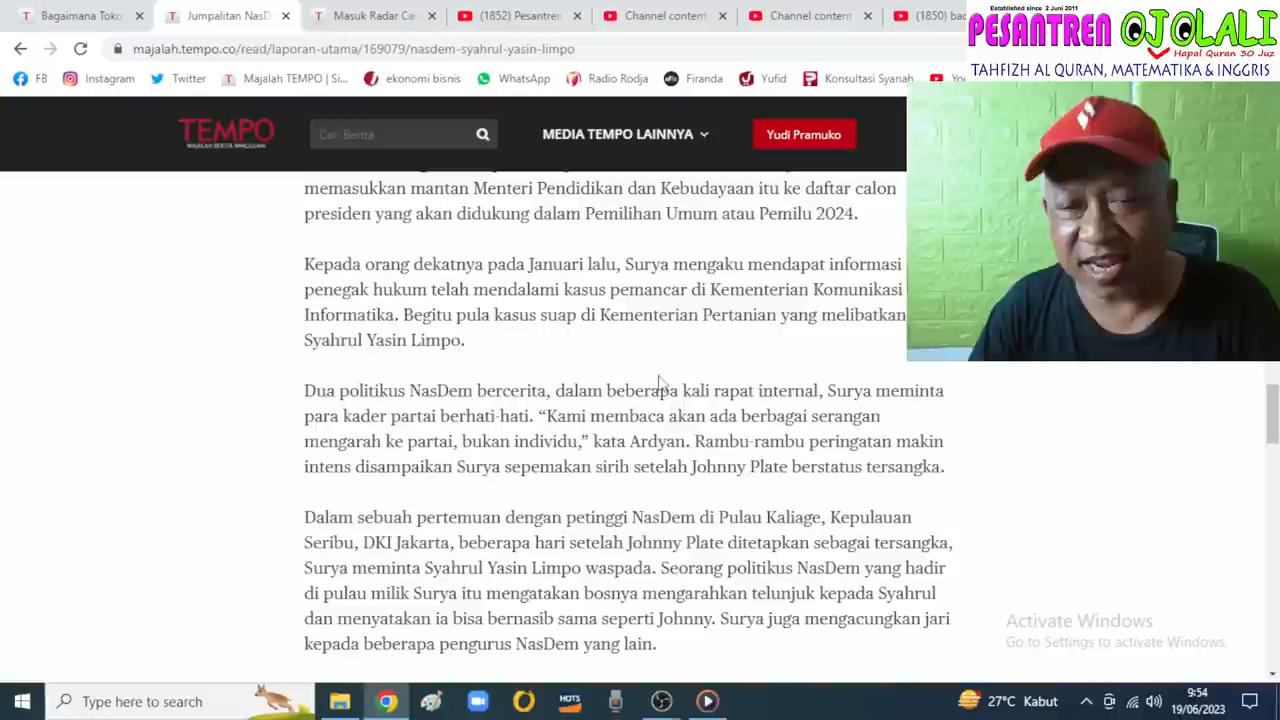 Bagaimana Toko
Jumpalitan NasD
Masuk Radar Ca
(1852) Pesantren
Channel content
Channel content
(1850) bac
majalah.tempo.co/read/laporan-utama/169079/nasdem-syahrul-yasin-limpo
FB
Instagram
Twitter
Majalah TEMPO | Si...
ekonomi bisnis
WhatsApp
Radio Rodja
Firanda
Yufid
Konsultasi Syariah
Established since 2 Juni 2011
PESANTREN OJOLALI
Hapal Quran 30 Juz
TAHFIZH AL QURAN, MATEMATIKA & INGGRIS
TEMPO
MAJALAH BERITA MINGGUAN
Cari Berita
MEDIA TEMPO LAINNYA
Yudi Pramuko
memasukkan mantan Menteri Pendidikan dan Kebudayaan itu ke daftar calon
presiden yang akan didukung dalam Pemilihan Umum atau Pemilu 2024.
Kepada orang dekatnya pada Januari lalu, Surya mengaku mendapat informasi
penegak hukum telah mendalami kasus pemancar di Kementerian Komunikasi
Informatika. Begitu pula kasus suap di Kementerian Pertanian yang melibatkan
Syahrul Yasin Limpo.
Dua politikus NasDem bercerita, dalam beberapa kali rapat internal, Surya meminta
para kader partai berhati-hati. “Kami membaca akan ada berbagai serangan
mengarah ke partai, bukan individu,” kata Ardyan. Rambu-rambu peringatan makin
intens disampaikan Surya sepemakan sirih setelah Johnny Plate berstatus tersangka.
Dalam sebuah pertemuan dengan petinggi NasDem di Pulau Kaliage, Kepulauan
Seribu, DKI Jakarta, beberapa hari setelah Johnny Plate ditetapkan sebagai tersangka,
Surya meminta Syahrul Yasin Limpo waspada. Seorang politikus NasDem yang hadir
di pulau milik Surya itu mengatakan bosnya mengarahkan telunjuk kepada Syahrul
dan menyatakan ia bisa bernasib sama seperti Johnny. Surya juga mengacungkan jari
kepada beberapa pengurus NasDem yang lain.
Activate Windows
Go to Settings to activate Windows.
Type here to search
HOTS
27°C Kabut
9:54
19/06/2023